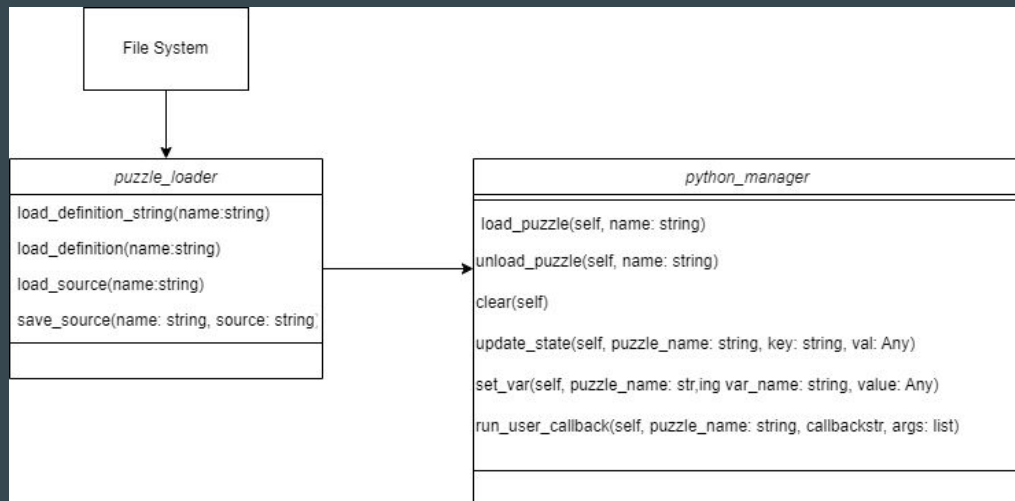 File System
puzzle_loader
load_definition_string(name:string)
load_definition(name:string)
load_source(name:string)
save_source(name: string, source: string)
python_manager
load_puzzle(self, name: string)
unload_puzzle(self, name: string)
clear(self)
update_state(self, puzzle_name: string, key: string, val: Any)
set_var(self, puzzle_name: str,ing var_name: string, value: Any)
run_user_callback(self, puzzle_name: string, callbackstr, args: list)